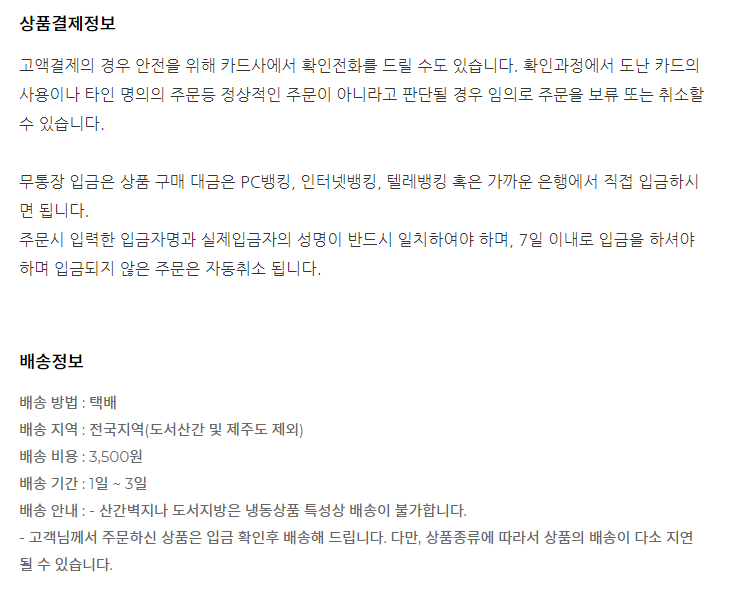 상품결제정보
고액결제의 경우 안전을 위해 카드사에서 확인전화를 드릴 수도 있습니다. 확인과정에서 도난 카드의
사용이나 타인 명의의 주문등 정상적인 주문이 아니라고 판단될 경우 임의로 주문을 보류 또는 취소할
수 있습니다.
무통장 입금은 상품 구매 대금은 PC뱅킹, 인터넷뱅킹, 텔레뱅킹 혹은 가까운 은행에서 직접 입금하시
면 됩니다.
주문시 입력한 입금자명과 실제입금자의 성명이 반드시 일치하여야 하며, 7일 이내로 입금을 하셔야
하며 입금되지 않은 주문은 자동취소 됩니다.
배송정보
배송 방법 : 택배
배송 지역 : 전국지역(도서산간 및 제주도 제외)
배송 비용 : 3,500원
배송 기간 : 1일 ~ 3일
배송 안내 : - 산간벽지나 도서지방은 냉동상품 특성상 배송이 불가합니다.
- 고객님께서 주문하신 상품은 입금 확인후 배송해 드립니다. 다만, 상품종류에 따라서 상품의 배송이 다소 지연
될 수 있습니다.